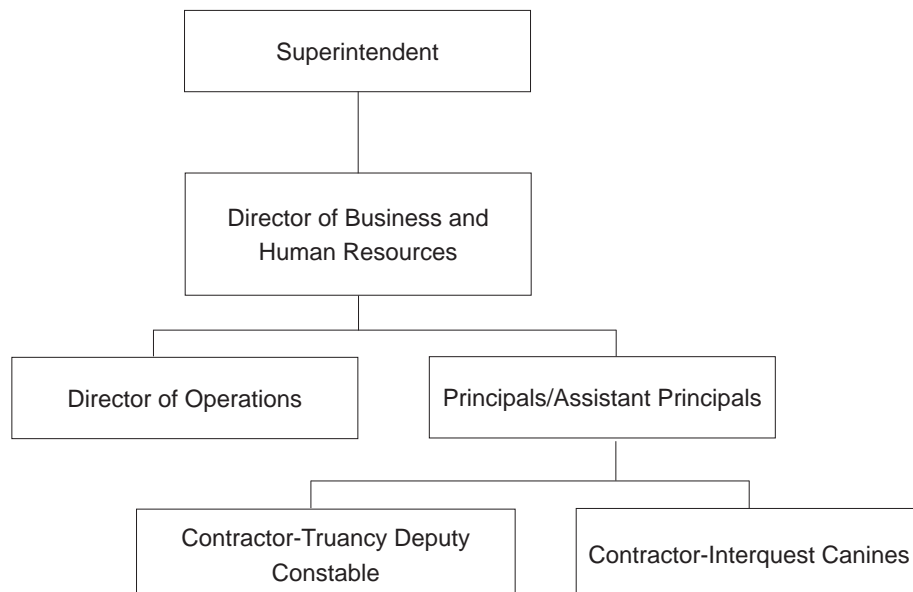 Superintendent
Director of Business and
Human Resources
Director of Operations
Principals/Assistant Principals
Contractor-Truancy Deputy
Constable
Contractor-Interquest Canines